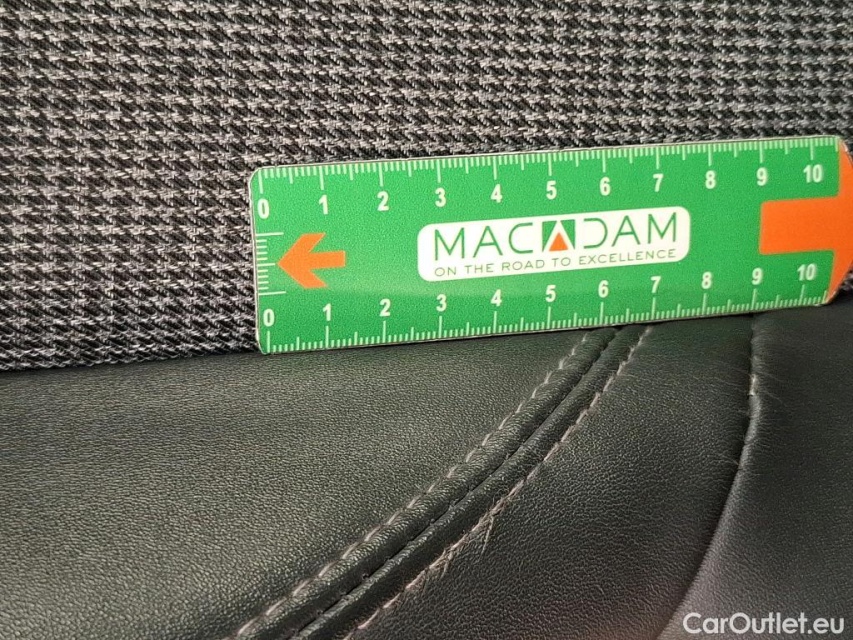 0 1 2 3 4 5 6 7 8 9 10
MACADAM
ON THE ROAD TO EXCELLENCE
0 1 2 3 4 5 6 7 8 9 10
CarOutlet.eu